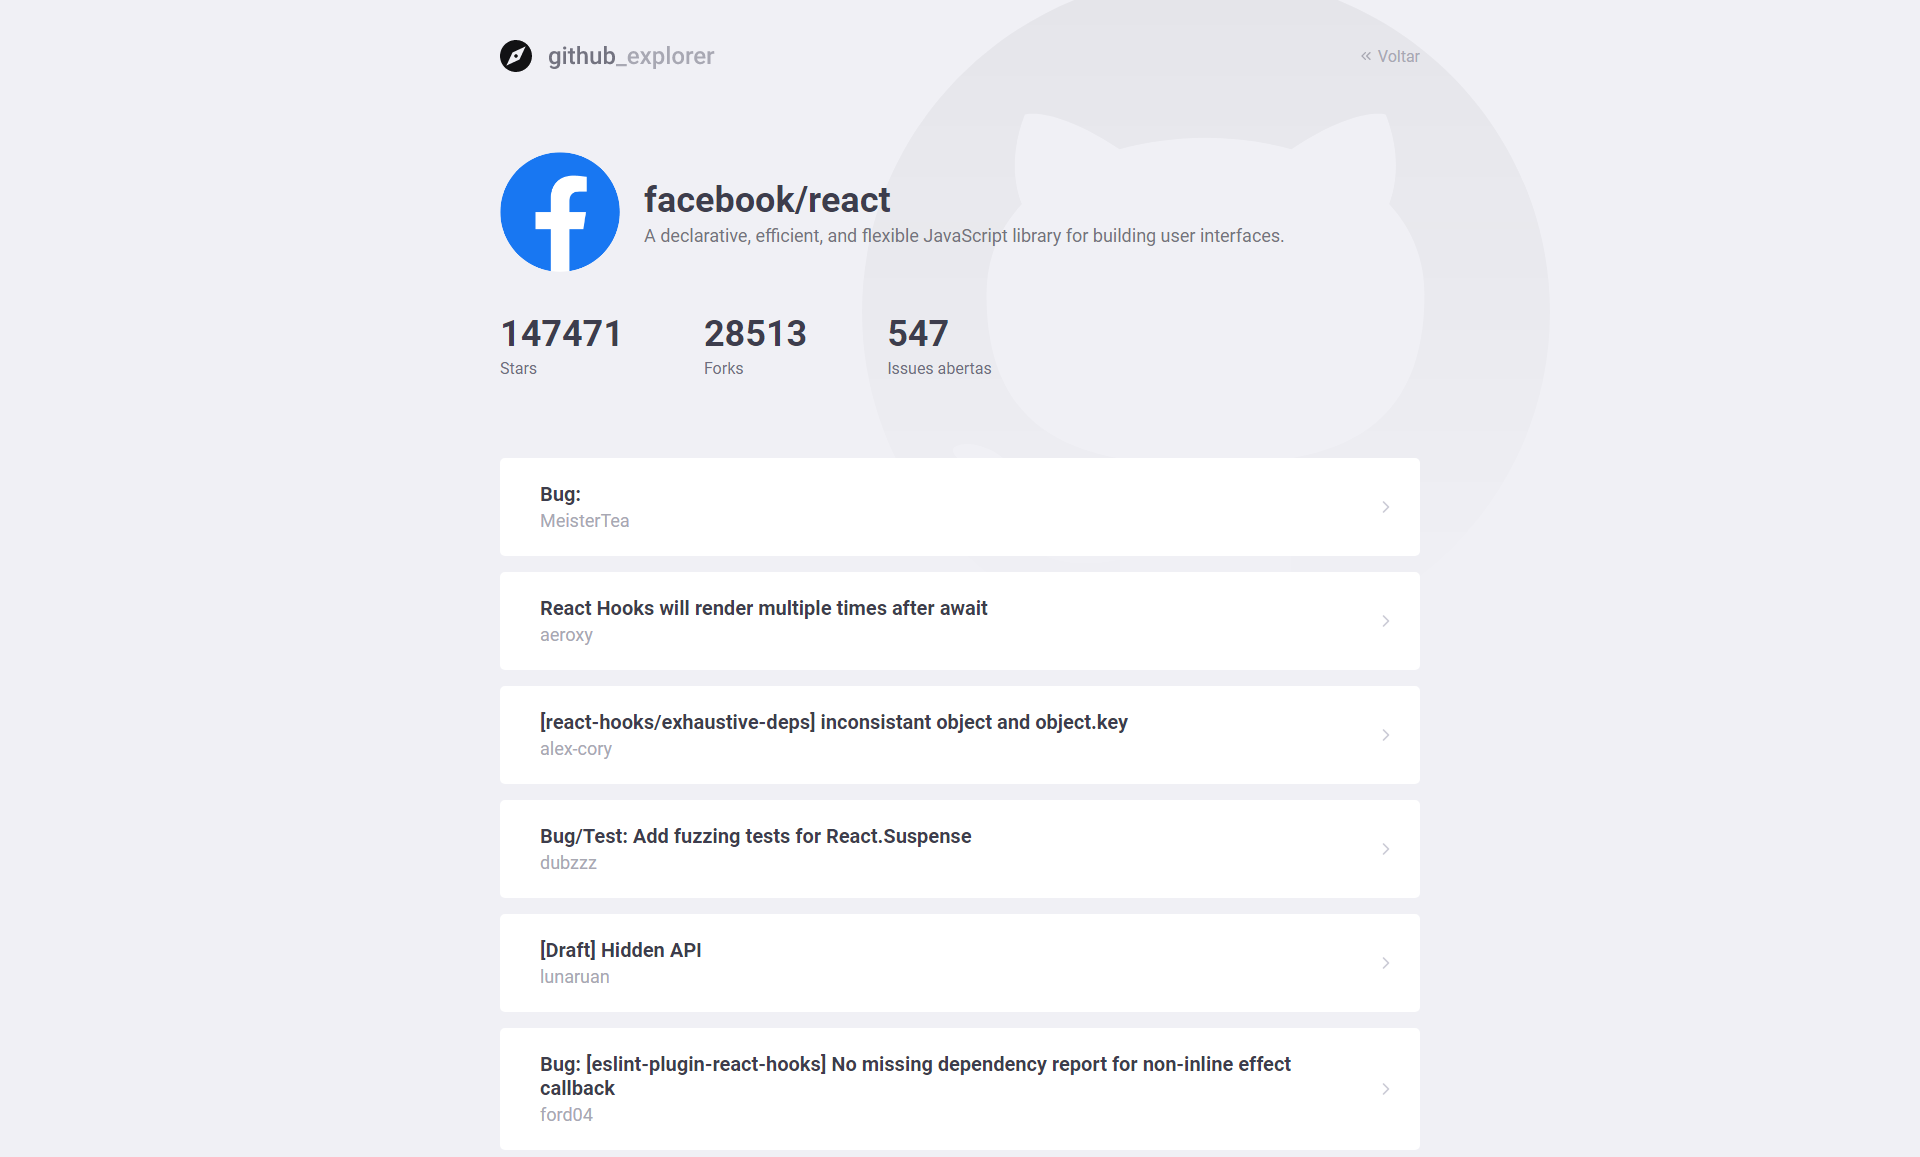 github_explorer
« Voltar
facebook/react
A declarative, efficient, and flexible JavaScript library for building user interfaces.
147471 28513 547
Stars Forks Issues abertas
Bug:
MeisterTea
React Hooks will render multiple times after await
aeroxy
[react-hooks/exhaustive-deps] inconsistant object and object.key
alex-cory
Bug/Test: Add fuzzing tests for React.Suspense
dubzzz
[Draft] Hidden API
lunaruan
Bug: [eslint-plugin-react-hooks] No missing dependency report for non-inline effect
callback
ford04